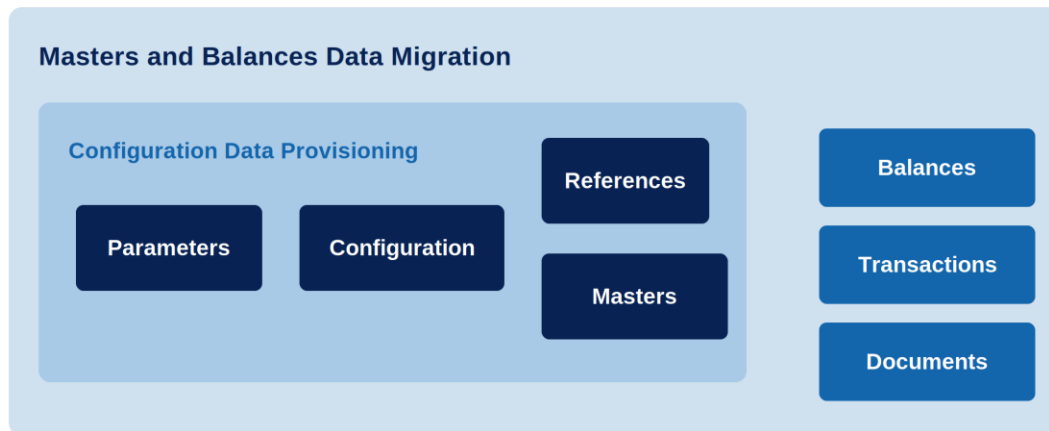 Masters and Balances Data Migration
Configuration Data Provisioning
Parameters
Configuration
References
Masters
Balances
Transactions
Documents